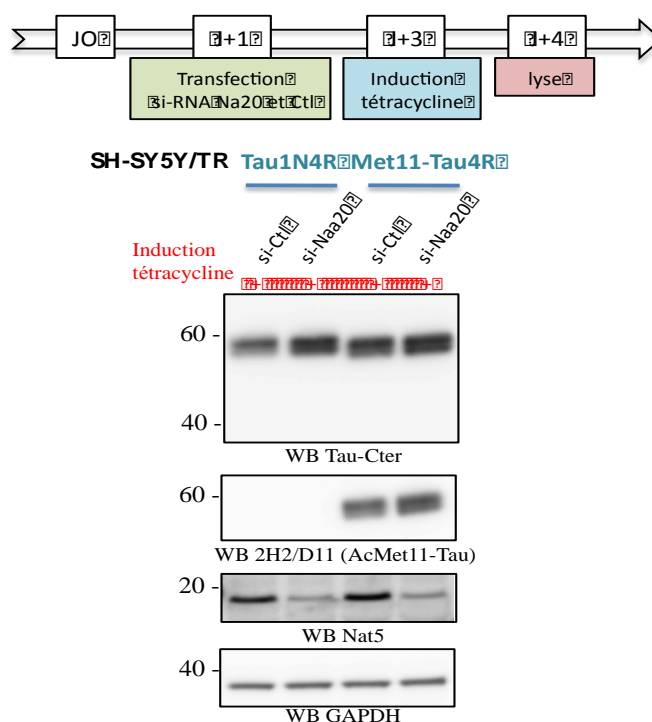 JO J+1 J+3 J+4
Transfection Induction lyse
si-RNA Na20 et Ctl tétracycline
SH-SY5Y/TR Tau1N4R Met11-Tau4R
si-Ctl si-Naa20 si-Ctl si-Naa20
Induction
tétracycline + + + +
60 -
40 -
WB Tau-Cter
60 -
WB 2H2/D11 (AcMet11-Tau)
20 -
WB Nat5
40 -
WB GAPDH